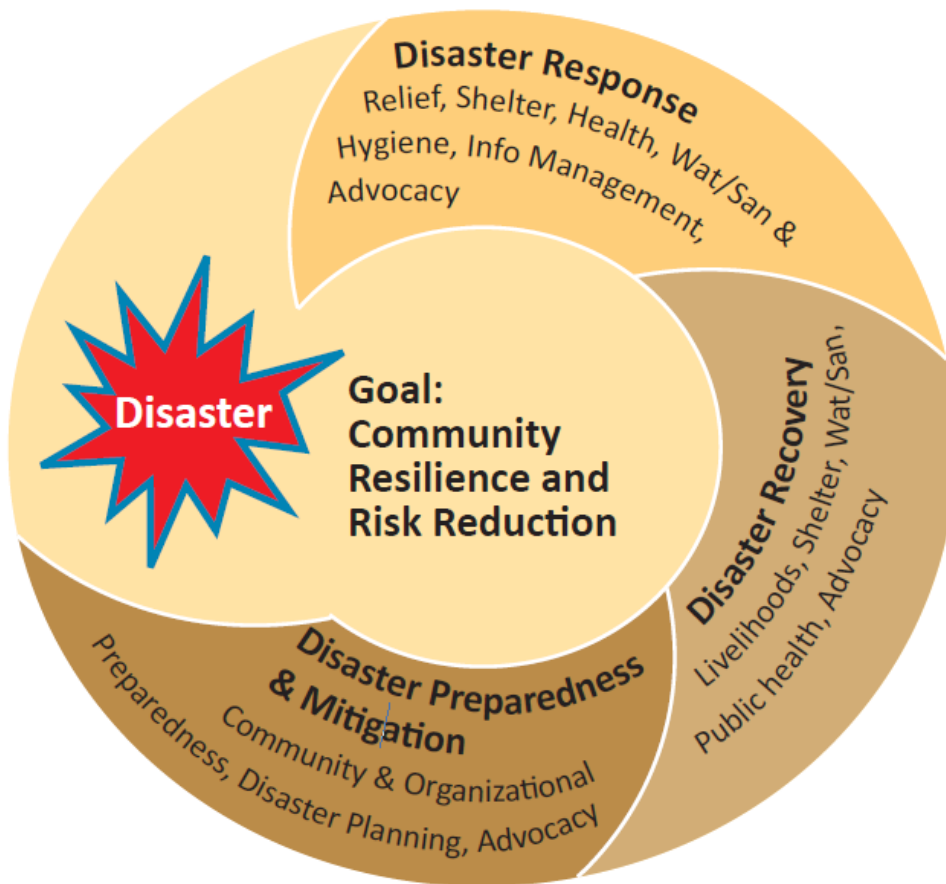 Disaster Response
Relief, Shelter, Health, Wat/San &
Hygiene, Info Management,
Advocacy
Disaster
Goal:
Community
Resilience and
Risk Reduction
Disaster Recovery
Livelihoods, Shelter, Wat/San,
Public health, Advocacy
Disaster Preparedness
& Mitigation
Community & Organizational
Preparedness, Disaster Planning, Advocacy